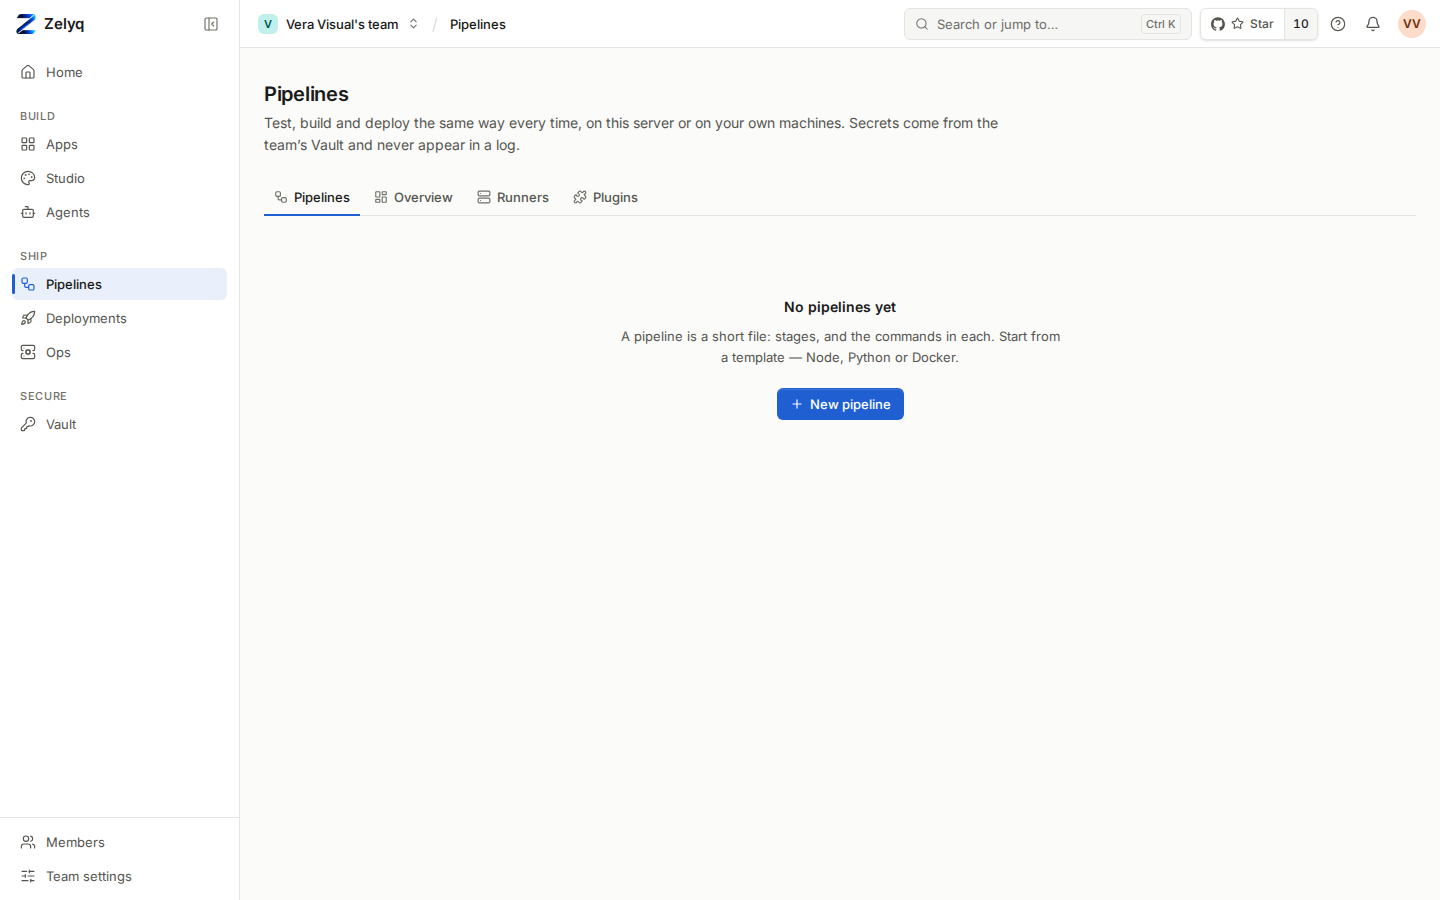 Zelyq
Vera Visual's team / Pipelines
V
Search or jump to...
Ctrl K
Star
10
VV
Home
BUILD
Apps
Studio
Agents
SHIP
Pipelines
Deployments
Ops
SECURE
Vault
Members
Team settings
Pipelines
Test, build and deploy the same way every time, on this server or on your own machines. Secrets come from the
team's Vault and never appear in a log.
Pipelines
Overview
Runners
Plugins
No pipelines yet
A pipeline is a short file: stages, and the commands in each. Start from
a template — Node, Python or Docker.
New pipeline